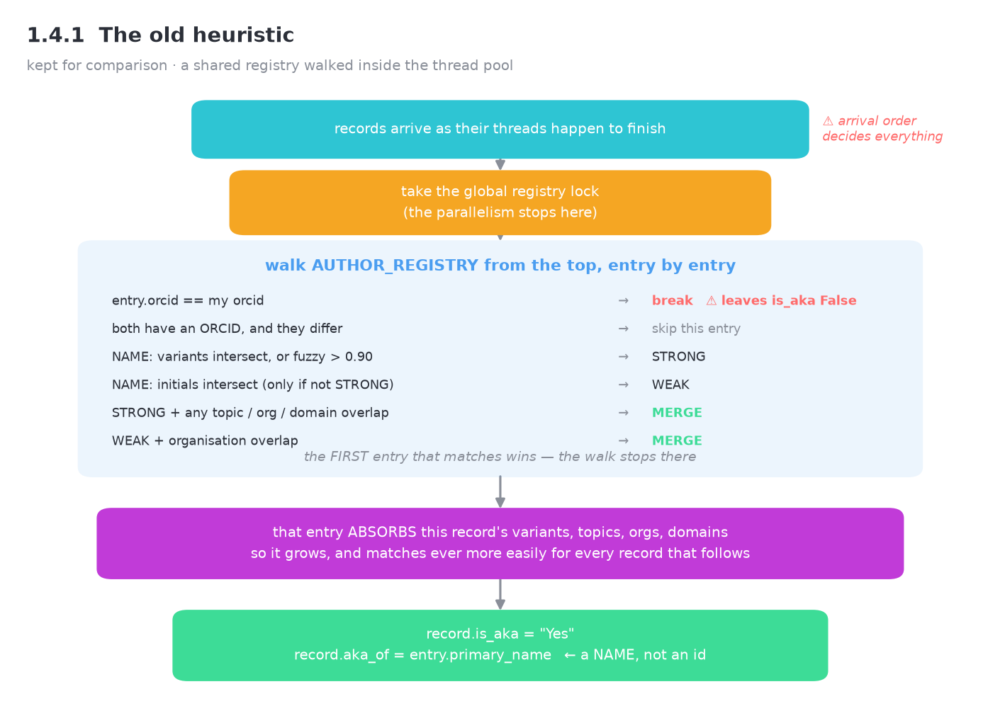 1.4.1 The old heuristic
kept for comparison · a shared registry walked inside the thread pool
records arrive as their threads happen to finish
⚠ arrival order
decides everything
take the global registry lock
(the parallelism stops here)
walk AUTHOR_REGISTRY from the top, entry by entry
entry.orcid == my orcid → break ⚠ leaves is_aka False
both have an ORCID, and they differ → skip this entry
NAME: variants intersect, or fuzzy > 0.90 → STRONG
NAME: initials intersect (only if not STRONG) → WEAK
STRONG + any topic / org / domain overlap → MERGE
WEAK + organisation overlap → MERGE
the FIRST entry that matches wins — the walk stops there
that entry ABSORBS this record's variants, topics, orgs, domains
so it grows, and matches ever more easily for every record that follows
record.is_aka = "Yes"
record.aka_of = entry.primary_name ← a NAME, not an id